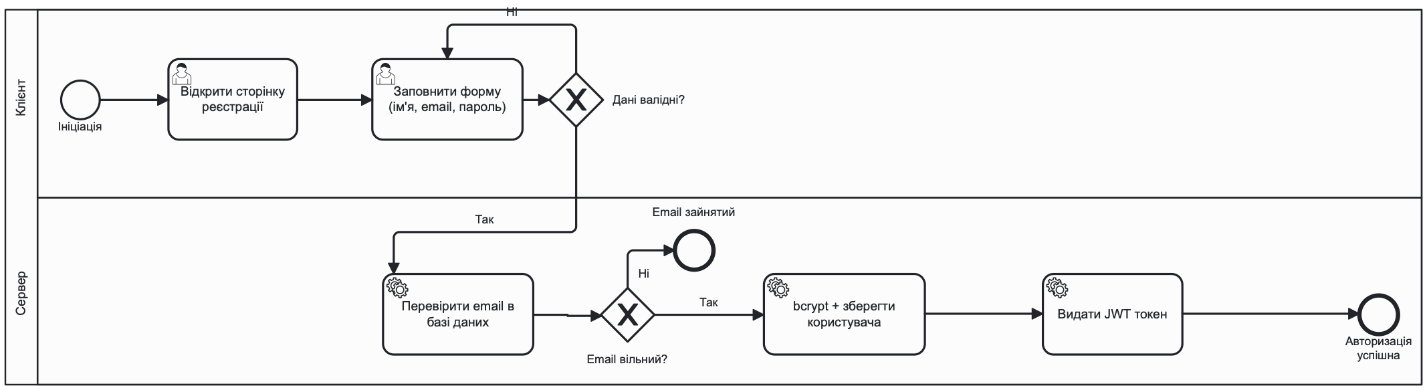 Клієнт
Ні
Відкрити сторінку
реєстрації
Заповнити форму
(ім'я, email, пароль)
Дані валідні?
Ініціація
Сервер
Так
Email зайнятий
Ні
Перевірити email в
базі даних
Так
bcrypt + зберегти
користувача
Видати JWT токен
Email вільний?
Авторизація
успішна